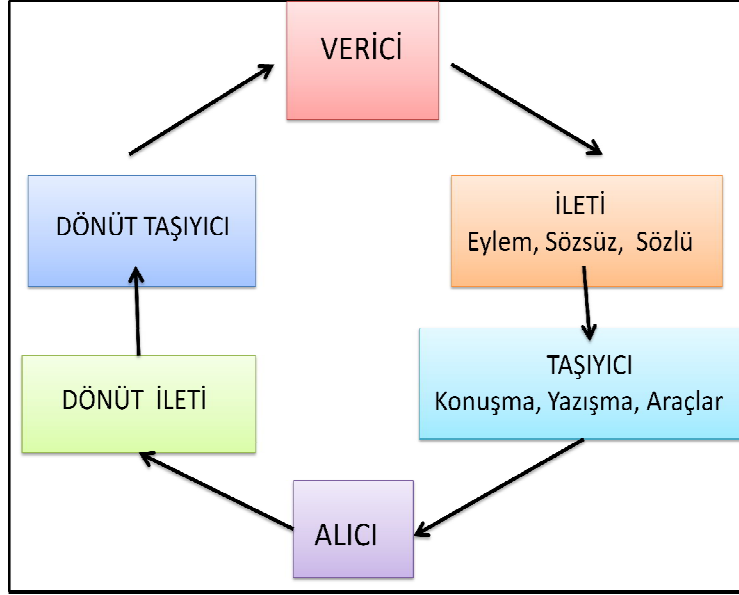 VERİCİ
İLETİ
Eylem, Sözsüz, Sözlü
TAŞIYICI
Konuşma, Yazışma, Araçlar
ALICI
DÖNÜT İLETİ
DÖNÜT TAŞIYICI